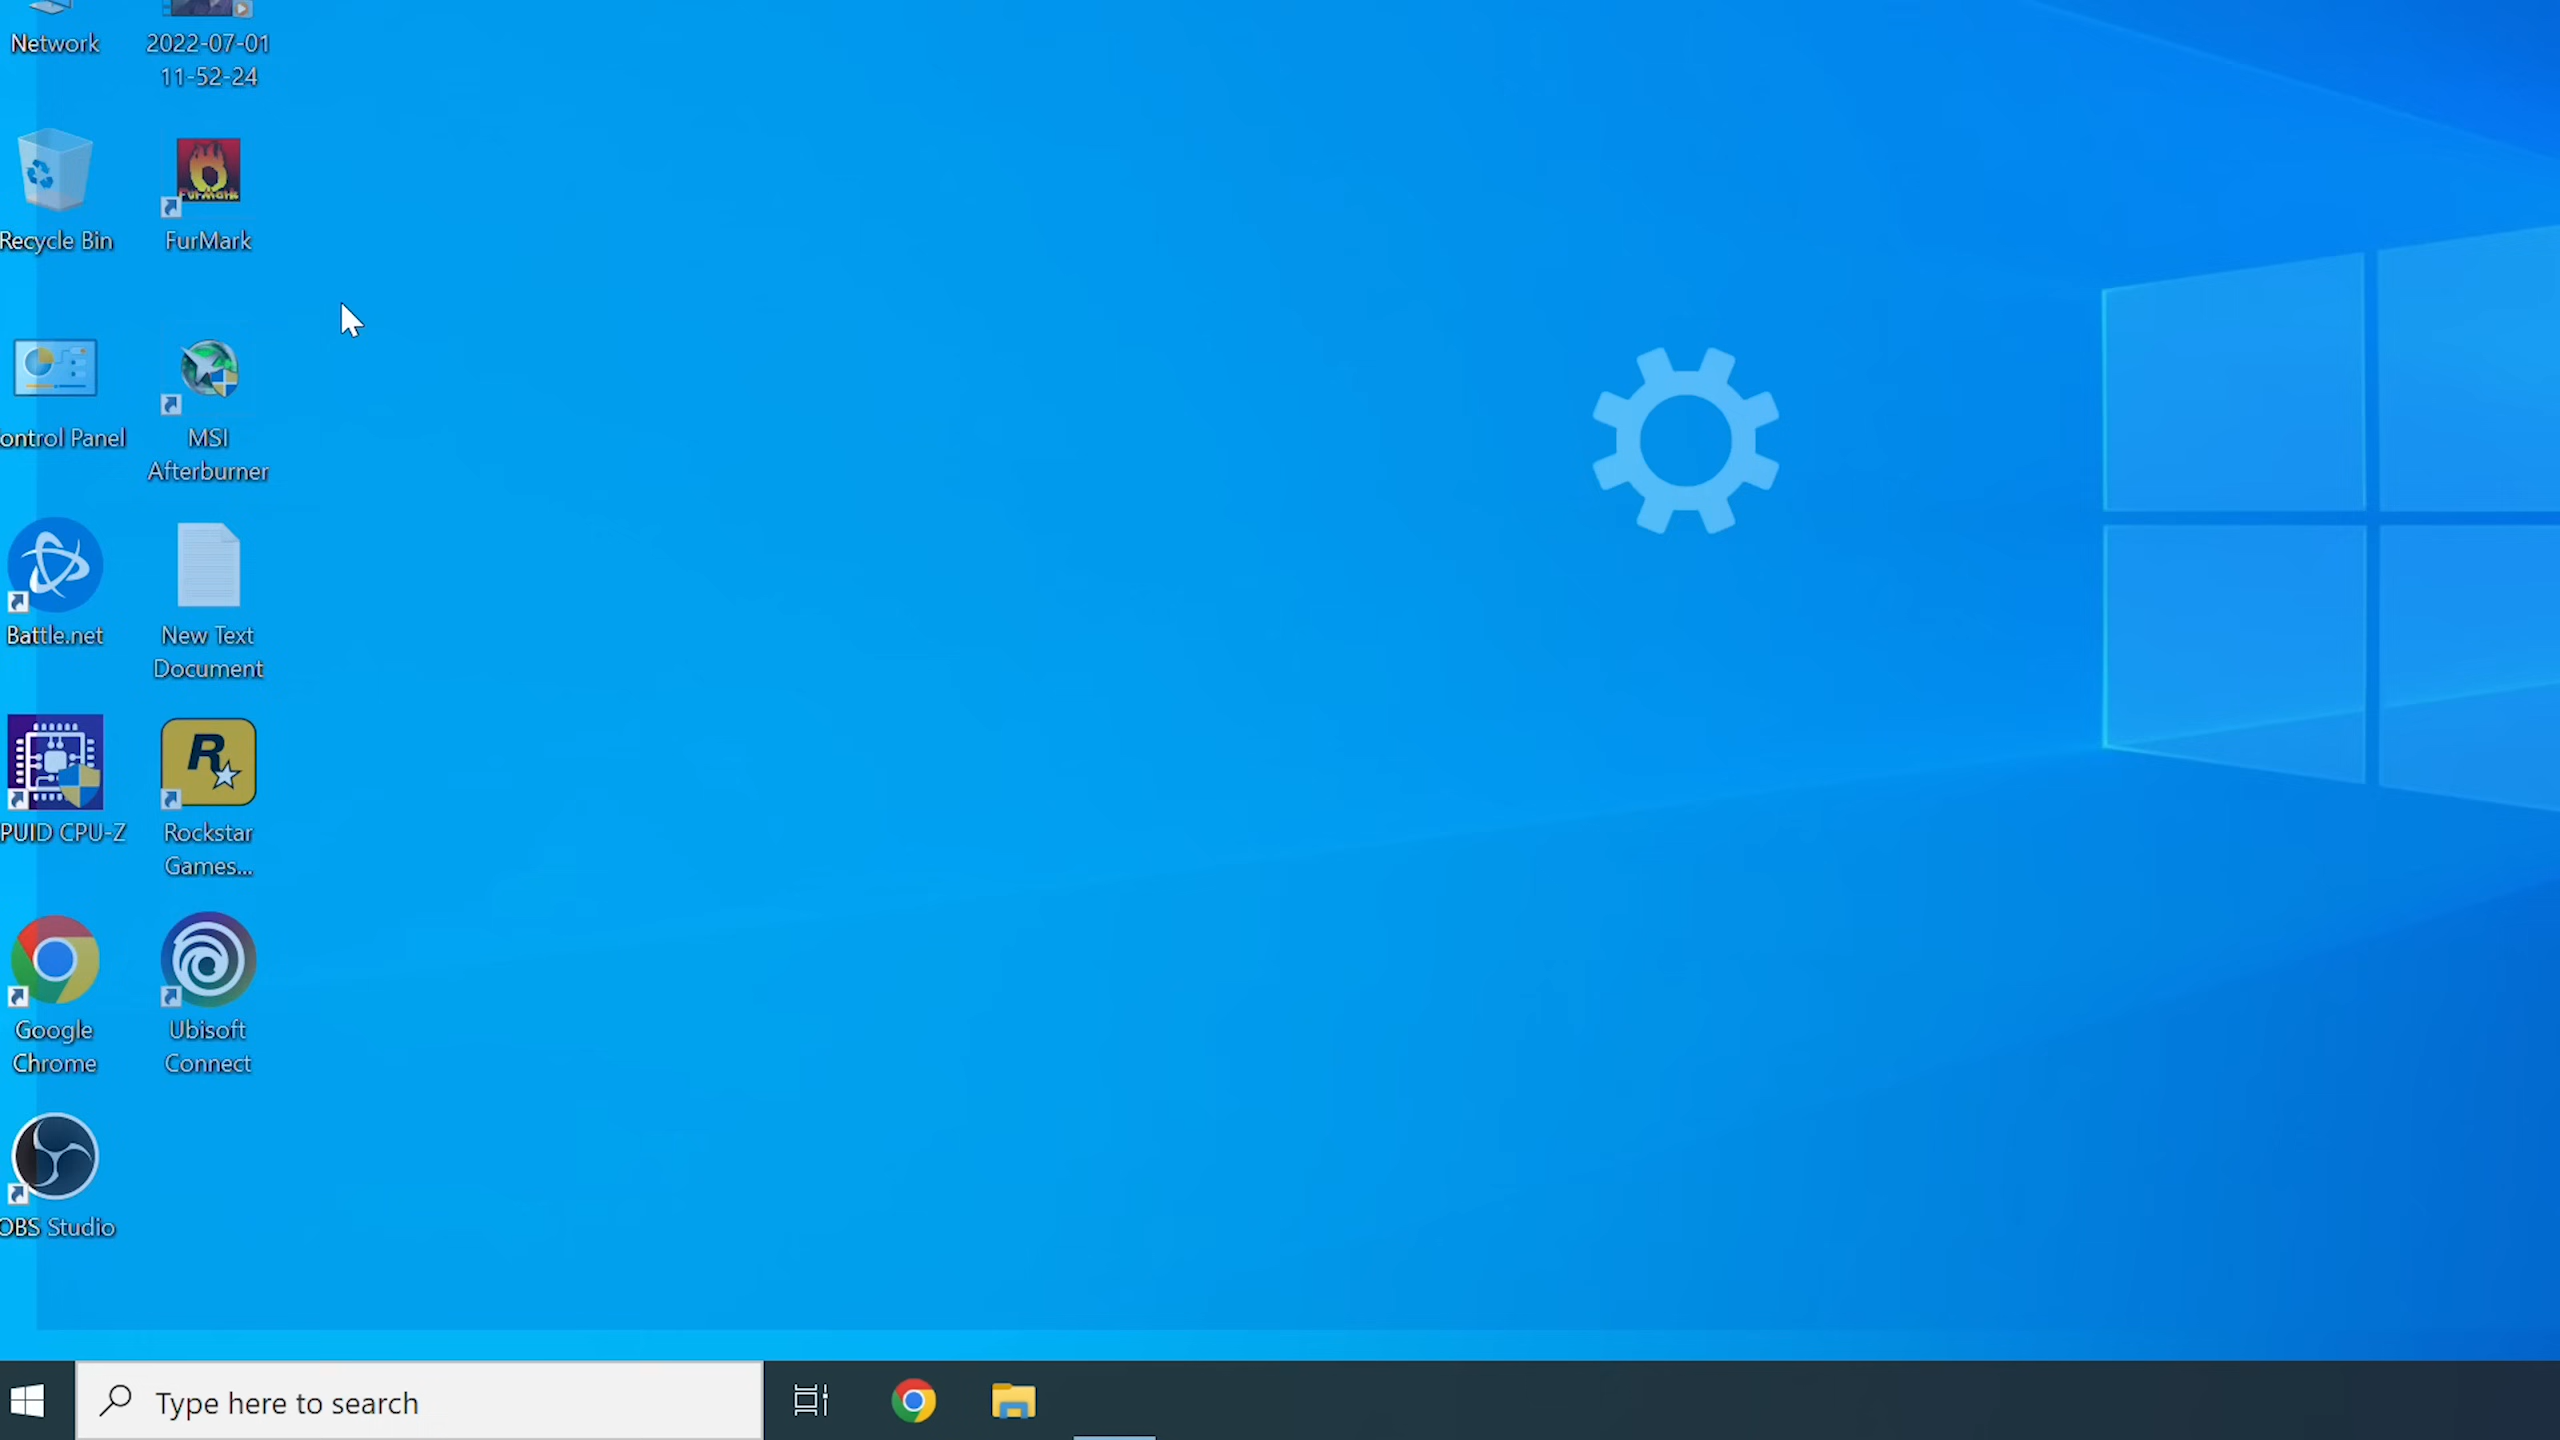 Network
2022-07-01
11-52-24
Recycle Bin
FurMark
FurMark
ontrol Panel
MSI
Afterburner
Battle.net
New Text
Document
PUID CPU-Z
R
Rockstar
Games...
Google
Chrome
Ubisoft
Connect
OBS Studio
Type here to search